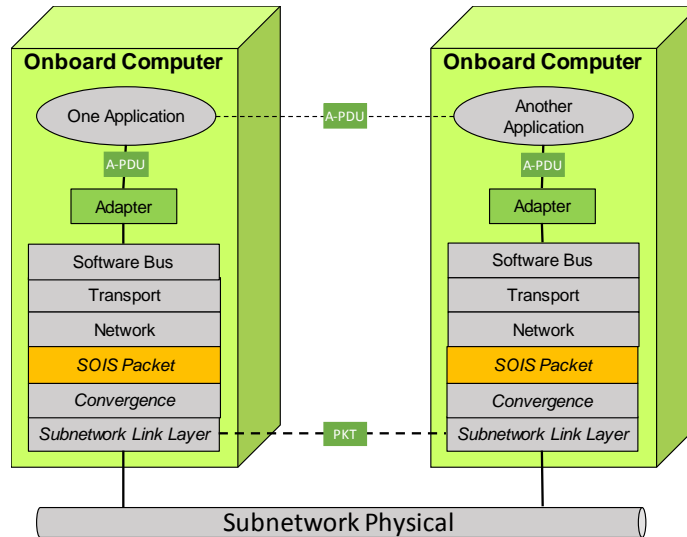 Onboard Computer
One Application
A-PDU
Adapter
Software Bus
Transport
Network
SOIS Packet
Convergence
Subnetwork Link Layer
A-PDU
PKT
Onboard Computer
Another
Application
A-PDU
Adapter
Software Bus
Transport
Network
SOIS Packet
Convergence
Subnetwork Link Layer
Subnetwork Physical